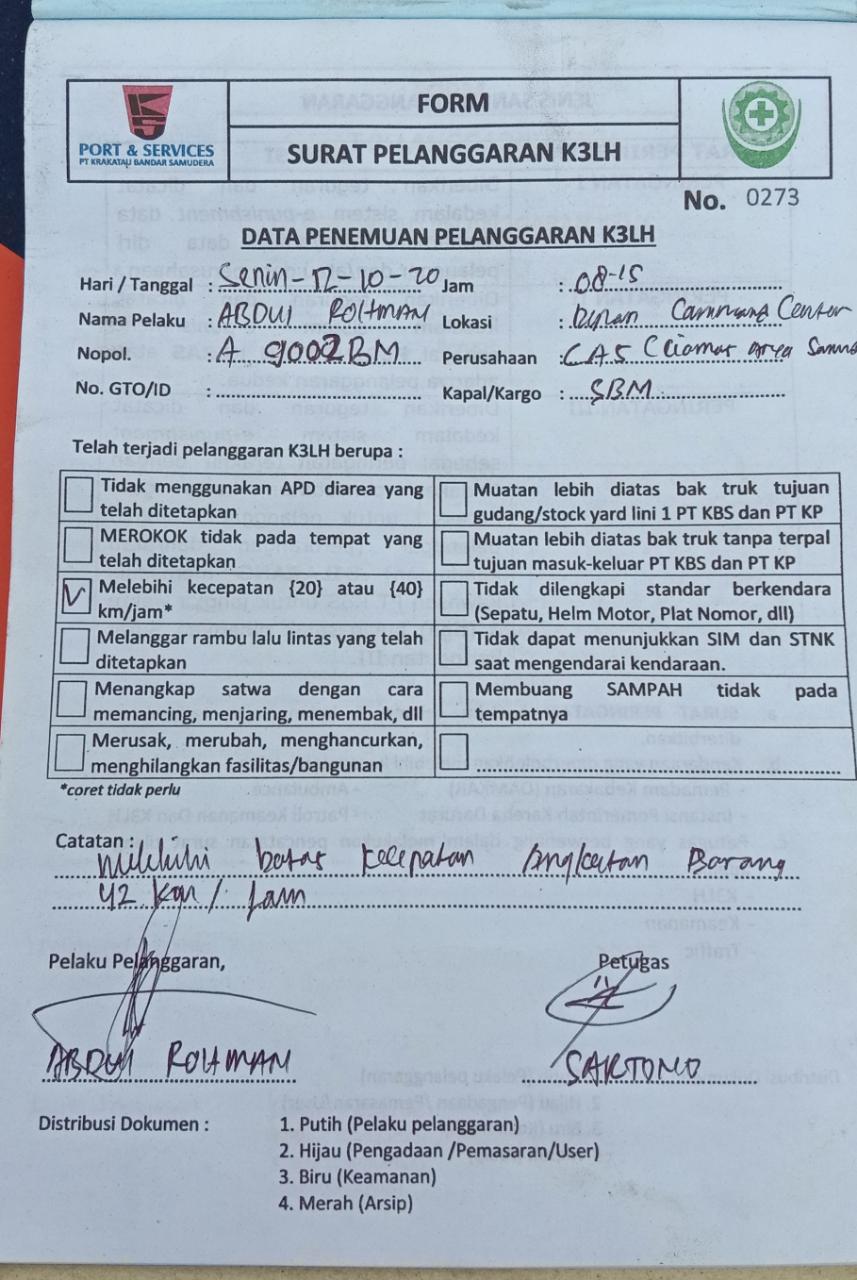 PORT & SERVICES
PT KRAKATAU BANDAR SAMUDERA
FORM
SURAT PELANGGARAN K3LH
No. 0273
DATA PENEMUAN PELANGGARAN K3LH
Hari / Tanggal : Senin-12-10-20 Jam : 08-15
Nama Pelaku : ABDUl ROHMAN Lokasi : Command Center
Nopol. : A 9002 BM Perusahaan : CAS
No. GTO/ID : Kapal/Kargo : SBM
Telah terjadi pelanggaran K3LH berupa :
Tidak menggunakan APD diarea yang
telah ditetapkan
Muatan lebih diatas bak truk tujuan
gudang/stock yard lini 1 PT KBS dan PT KP
MEROKOK tidak pada tempat yang
telah ditetapkan
Muatan lebih diatas bak truk tanpa terpal
tujuan masuk-keluar PT KBS dan PT KP
Melebihi kecepatan {20} atau {40}
km/jam*
Tidak dilengkapi standar berkendara
(Sepatu, Helm Motor, Plat Nomor, dll)
Melanggar rambu lalu lintas yang telah
ditetapkan
Tidak dapat menunjukkan SIM dan STNK
saat mengendarai kendaraan.
Menangkap satwa dengan cara
memancing, menjaring, menembak, dll
Membuang SAMPAH tidak pada
tempatnya
Merusak, merubah, menghancurkan,
menghilangkan fasilitas/bangunan
*coret tidak perlu
Catatan :
batas kecepatan Angkutan Barang
42 Km / Jam
Pelaku Pelanggaran, Petugas
ABDUl ROHMAN SARTONO
Distribusi Dokumen : 1. Putih (Pelaku pelanggaran)
2. Hijau (Pengadaan /Pemasaran/User)
3. Biru (Keamanan)
4. Merah (Arsip)